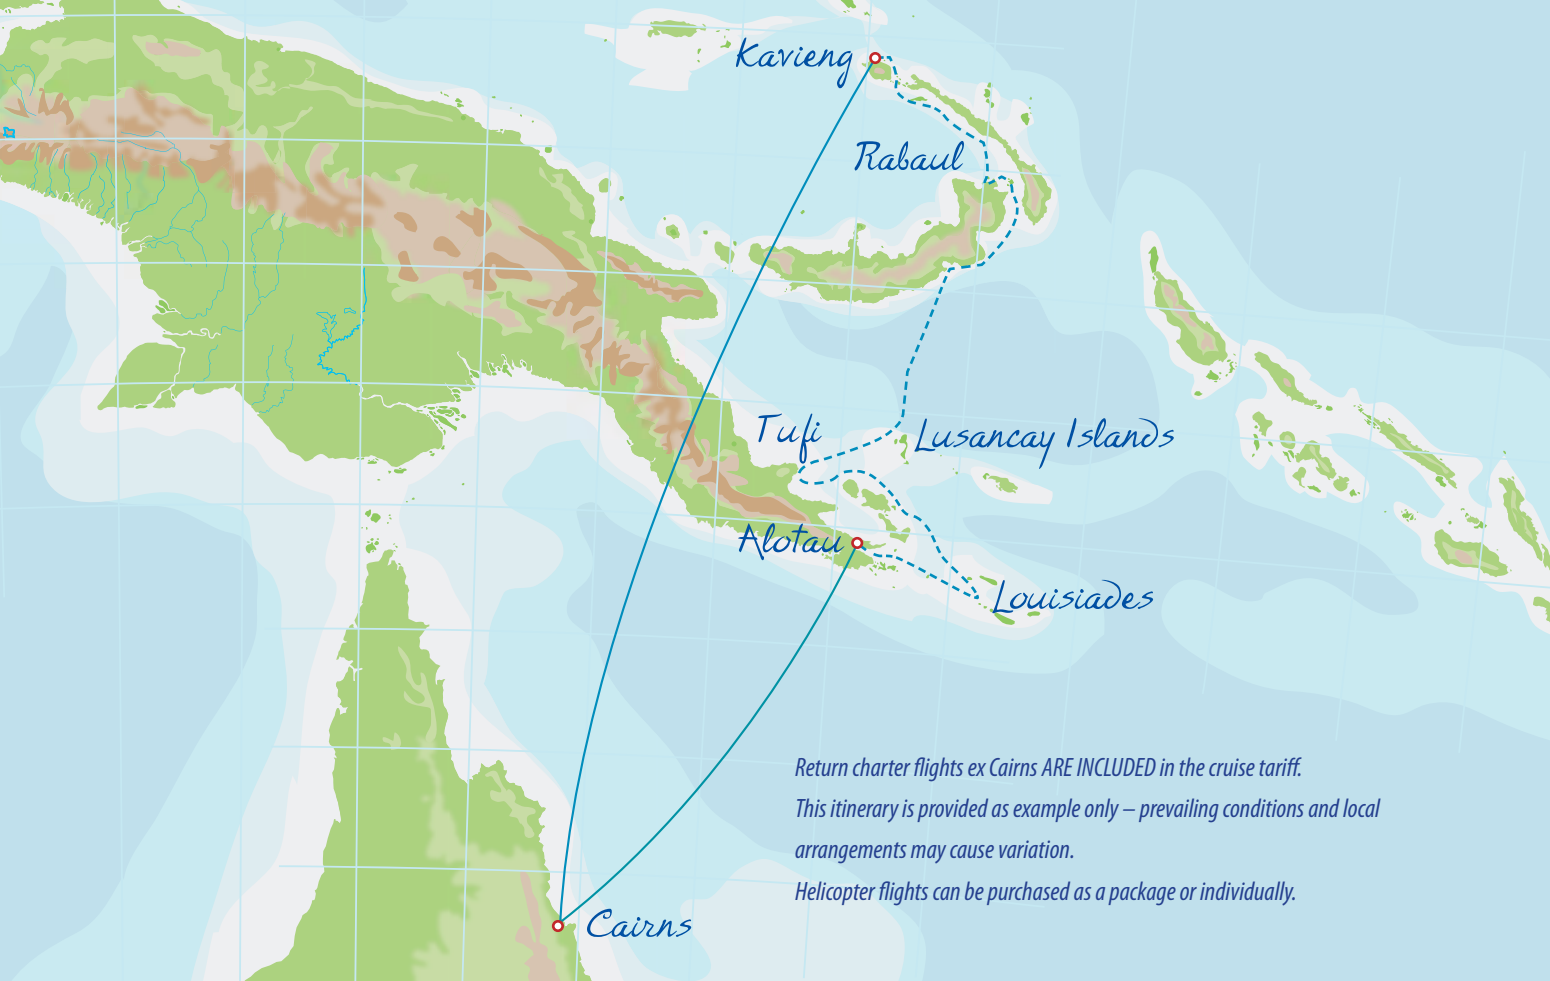 Kavieng
Rabaul
Tufi
Lusancay Islands
Alotau
Louisiades
Return charter flights ex Cairns ARE INCLUDED in the cruise tariff.
This itinerary is provided as example only – prevailing conditions and local
arrangements may cause variation.
Helicopter flights can be purchased as a package or individually.
Cairns